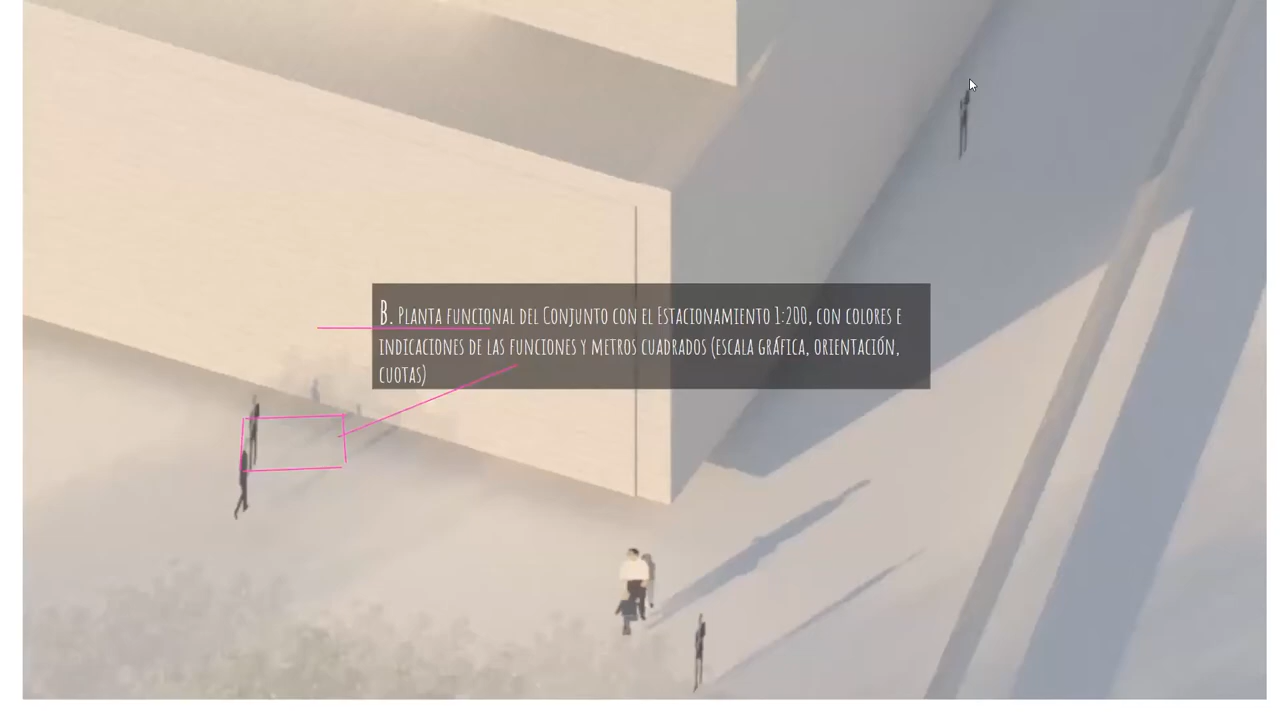 B. Planta funcional del Conjunto con el Estacionamiento 1:200, con colores e
indicaciones de las funciones y metros cuadrados (escala gráfica, orientación,
cuotas)